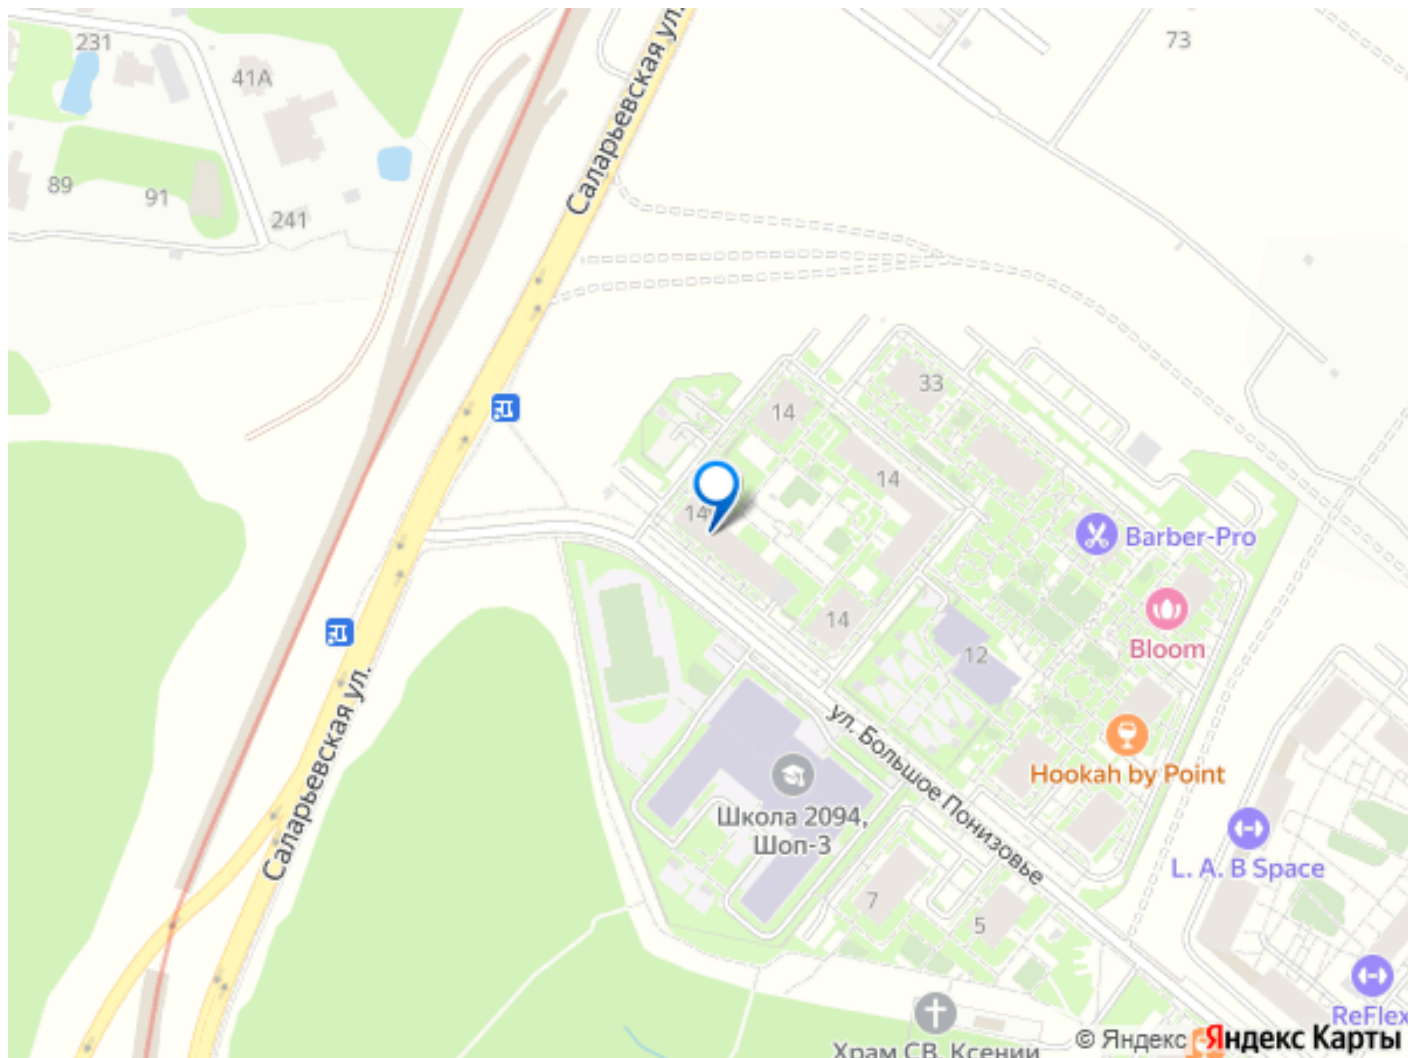 231
73
41А
Саларьевская ул.
89
91
241
33
14
14
14
Barber-Pro
14
Bloom
12
ул. Большое Понизовье
Hookah by Point
Саларьевская ул.
Школа 2094,
Шоп-3
L. A. B Space
7
5
ReFlex
Храм СВ. Ксении
© Яндекс Яндекс Карты